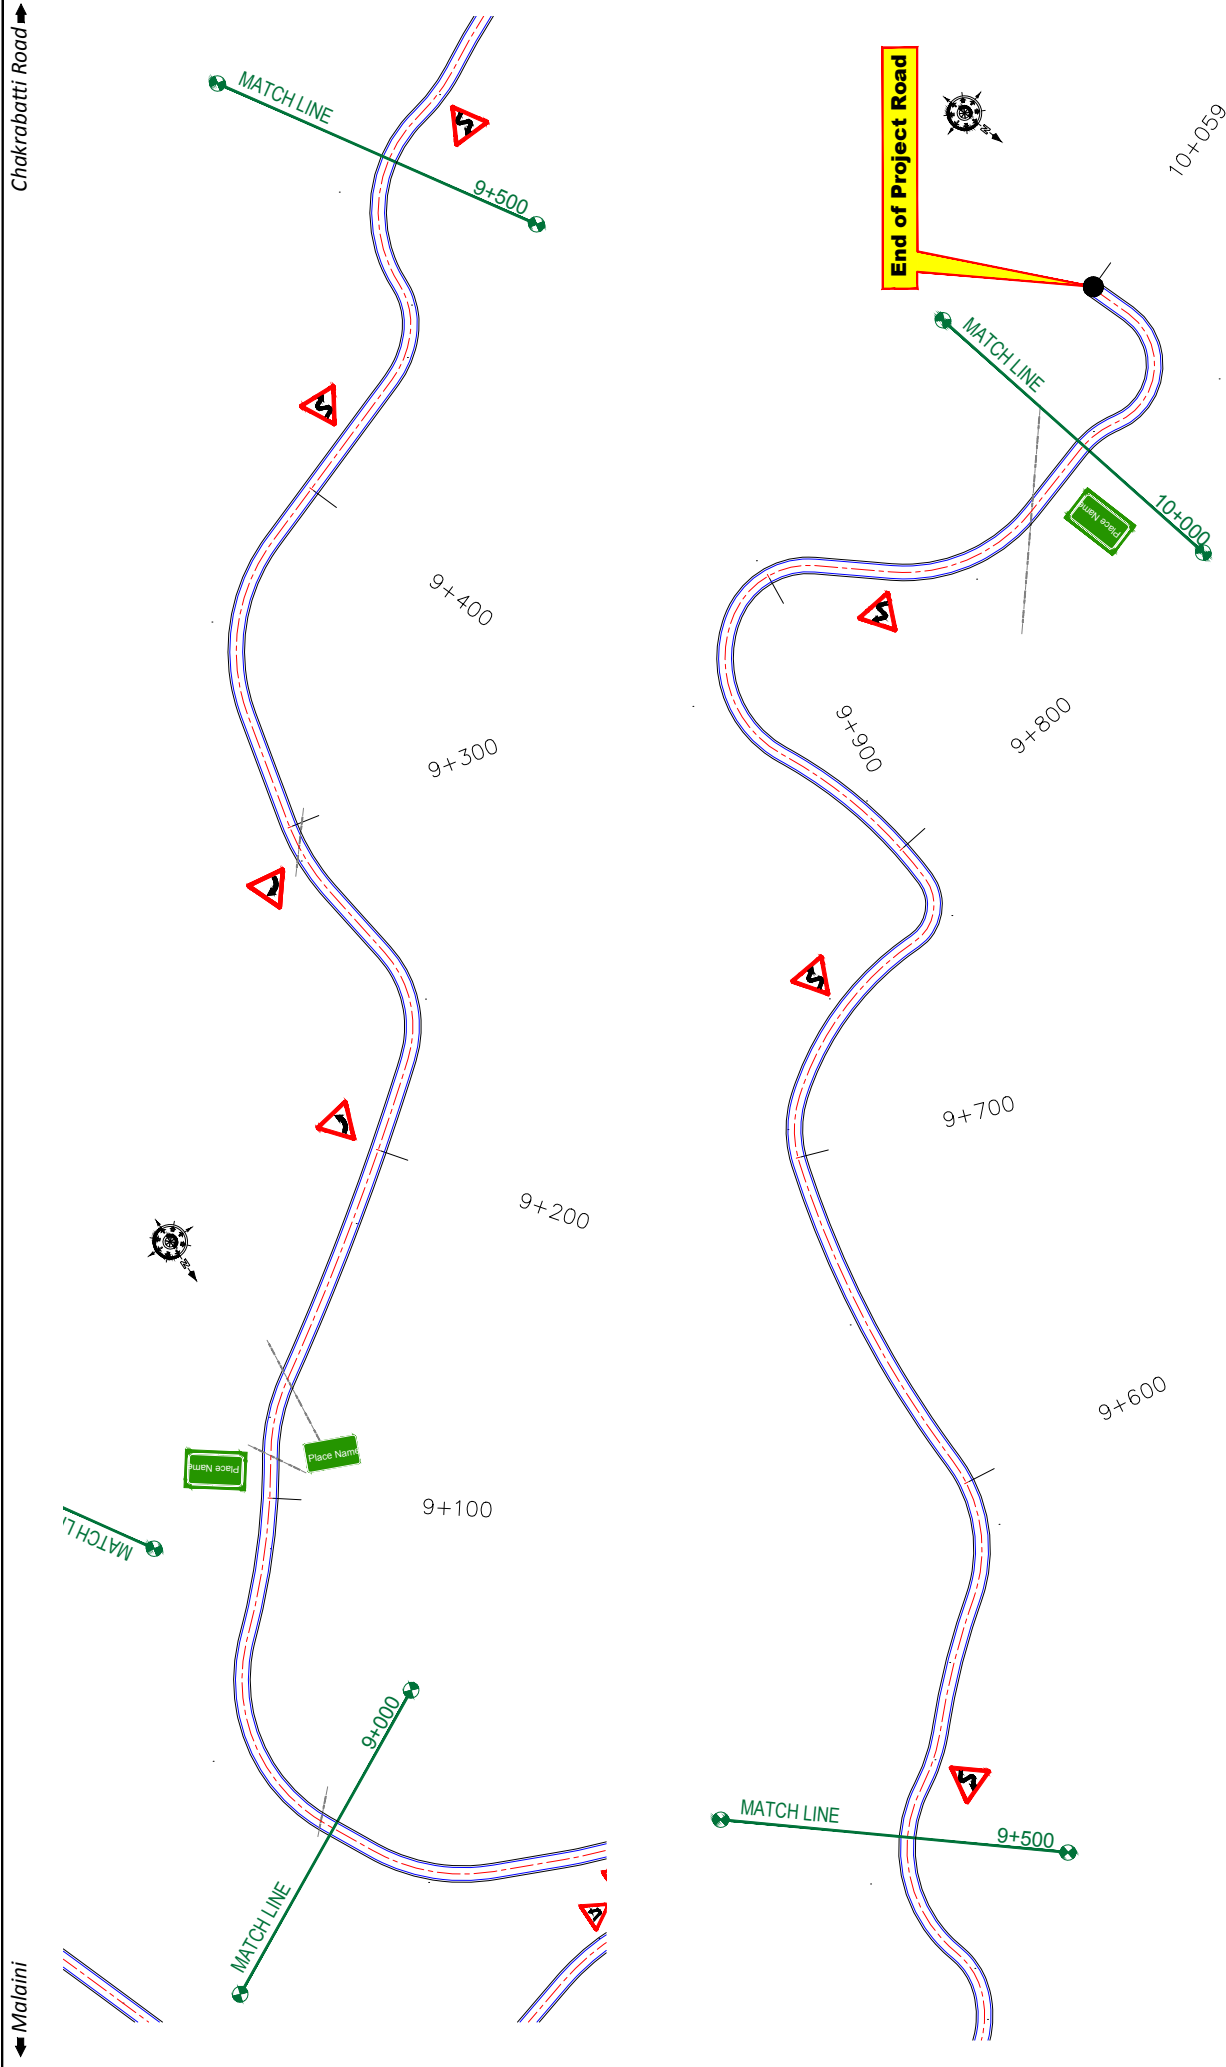 Chakrabatti Road
MATCH LINE
9+500
9+400
9+300
9+200
Place Name
Place Name
9+100
MATCH LI
9+000
MATCH LINE
Malaini
End of Project Road
N
10+059
MATCH LINE
10+000
Place Name
9+900
9+800
9+700
9+600
MATCH LINE
9+500
N